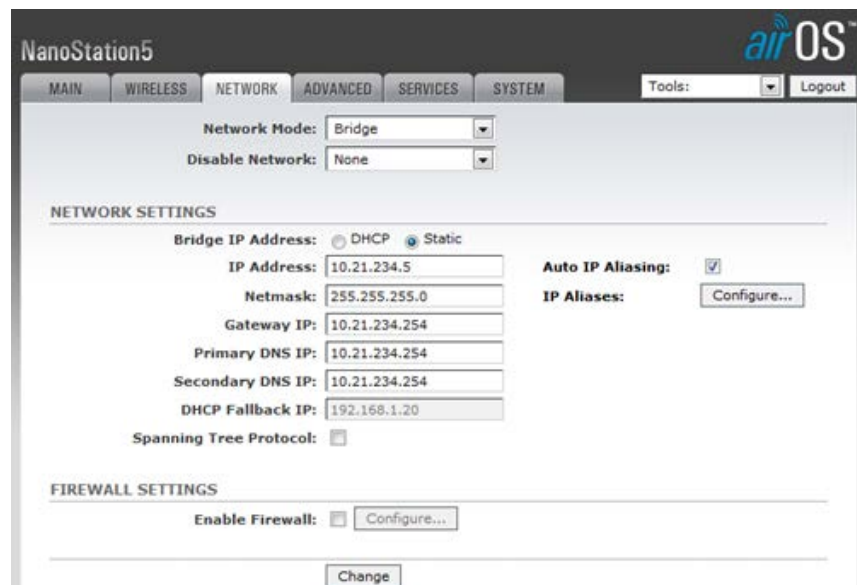 NanoStation5
airOS™
MAIN WIRELESS NETWORK ADVANCED SERVICES SYSTEM Tools: Logout
Network Mode: Bridge
Disable Network: None
NETWORK SETTINGS
Bridge IP Address: DHCP Static
IP Address: 10.21.234.5 Auto IP Aliasing:
Netmask: 255.255.255.0 IP Aliases: Configure...
Gateway IP: 10.21.234.254
Primary DNS IP: 10.21.234.254
Secondary DNS IP: 10.21.234.254
DHCP Fallback IP: 192.168.1.20
Spanning Tree Protocol:
FIREWALL SETTINGS
Enable Firewall: Configure...
Change